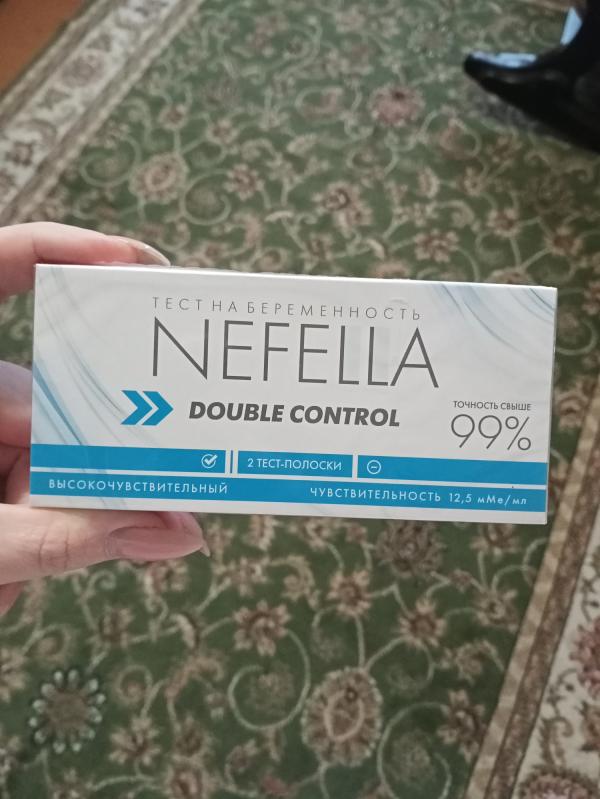 ТЕСТ НА БЕРЕМЕННОСТЬ
NEFELLA
DOUBLE CONTROL
ТОЧНОСТЬ СВЫШЕ
99%
2 ТЕСТ-ПОЛОСКИ
ВЫСОКОЧУВСТВИТЕЛЬНЫЙ
ЧУВСТВИТЕЛЬНОСТЬ 12,5 мМе/мл